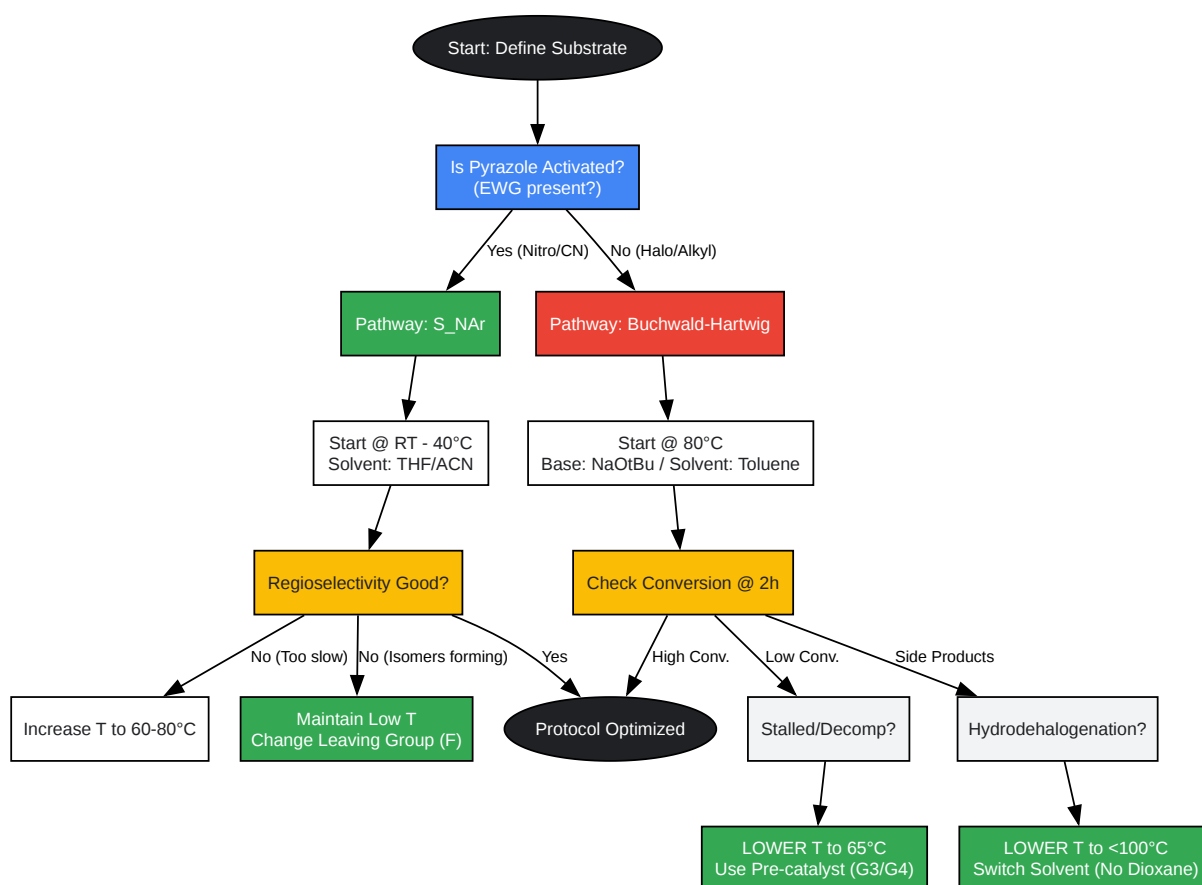 Start: Define Substrate
Is Pyrazole Activated?
(EWG present?)
Yes (Nitro/CN)
No (Halo/Alkyl)
Pathway: S_NAr
Pathway: Buchwald-Hartwig
Start @ RT - 40°C
Solvent: THF/ACN
Start @ 80°C
Base: NaOtBu / Solvent: Toluene
Regioselectivity Good?
Check Conversion @ 2h
No (Too slow)
No (Isomers forming)
Yes
High Conv.
Low Conv.
Side Products
Increase T to 60-80°C
Maintain Low T
Change Leaving Group (F)
Protocol Optimized
Stalled/Decomp?
Hydrodehalogenation?
LOWER T to 65°C
Use Pre-catalyst (G3/G4)
LOWER T to <100°C
Switch Solvent (No Dioxane)